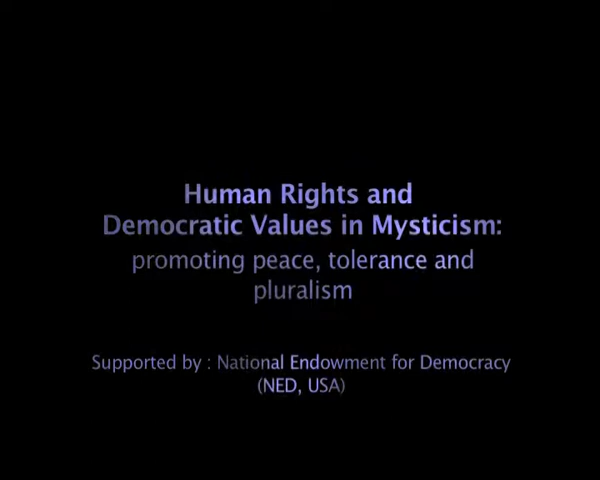 Human Rights and
Democratic Values in Mysticism:
promoting peace, tolerance and
pluralism
Supported by : National Endowment for Democracy
(NED, USA)